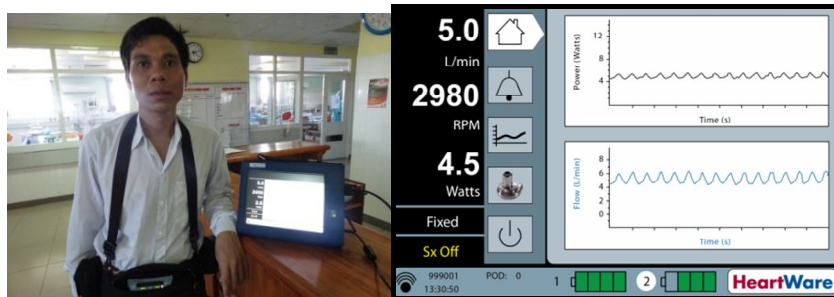 5.0
L/min
2980
RPM
4.5
Watts
Fixed
Sx Off
Power (Watts)
12
8
4
Time (s)
Flow (L/min)
8
6
4
2
0
Time (s)
999001
13:30:50
POD: 0
1
2
HeartWare